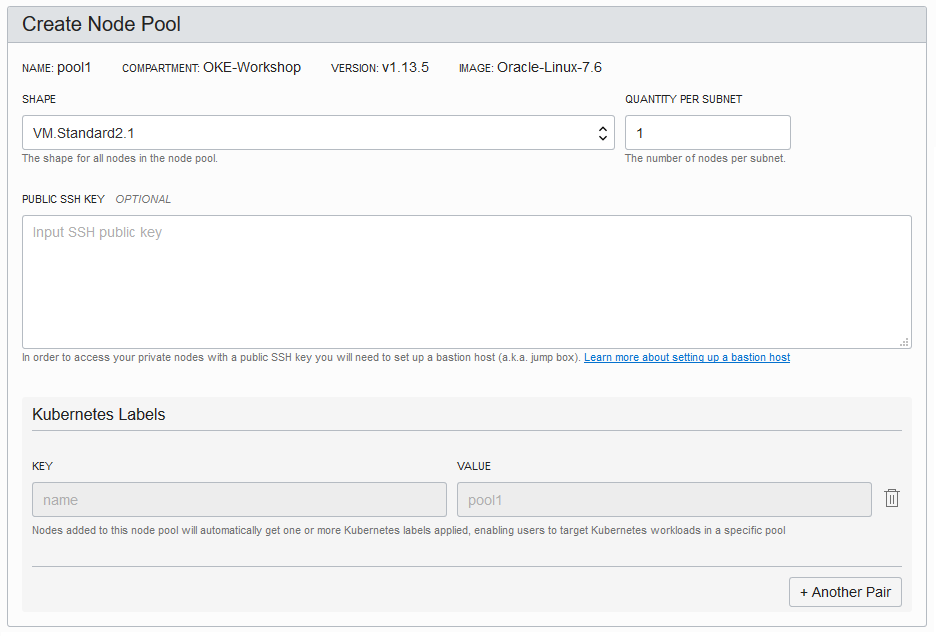 Create Node Pool
NAME: pool1 COMPARTMENT: OKE-Workshop VERSION: v1.13.5 IMAGE: Oracle-Linux-7.6
SHAPE QUANTITY PER SUBNET
VM.Standard2.1 1
The shape for all nodes in the node pool. The number of nodes per subnet.
PUBLIC SSH KEY OPTIONAL
Input SSH public key
In order to access your private nodes with a public SSH key you will need to set up a bastion host (a.k.a. jump box). Learn more about setting up a bastion host
Kubernetes Labels
KEY VALUE
name pool1
Nodes added to this node pool will automatically get one or more Kubernetes labels applied, enabling users to target Kubernetes workloads in a specific pool
+ Another Pair